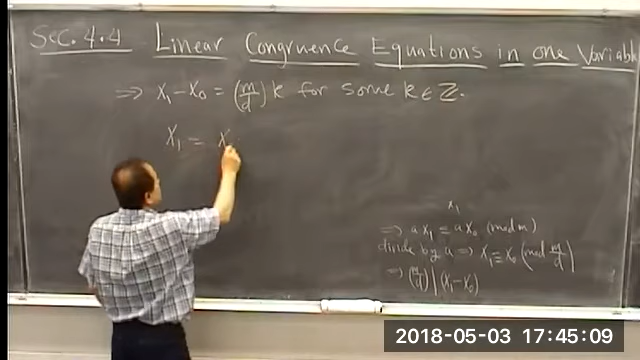 Sec. 4.4 Linear Congruence Equations in one Variable
⇒ x₁ - x₀ = (m/d) k for some k ∈ ℤ.
x₁ = x
x₁
⇒ a x₁ ≡ a x₀ (mod m)
divide by a ⇒ x₁ ≡ x₀ (mod m/d)
⇒ (m/d) | (x₁ - x₀)
2018-05-03 17:45:09